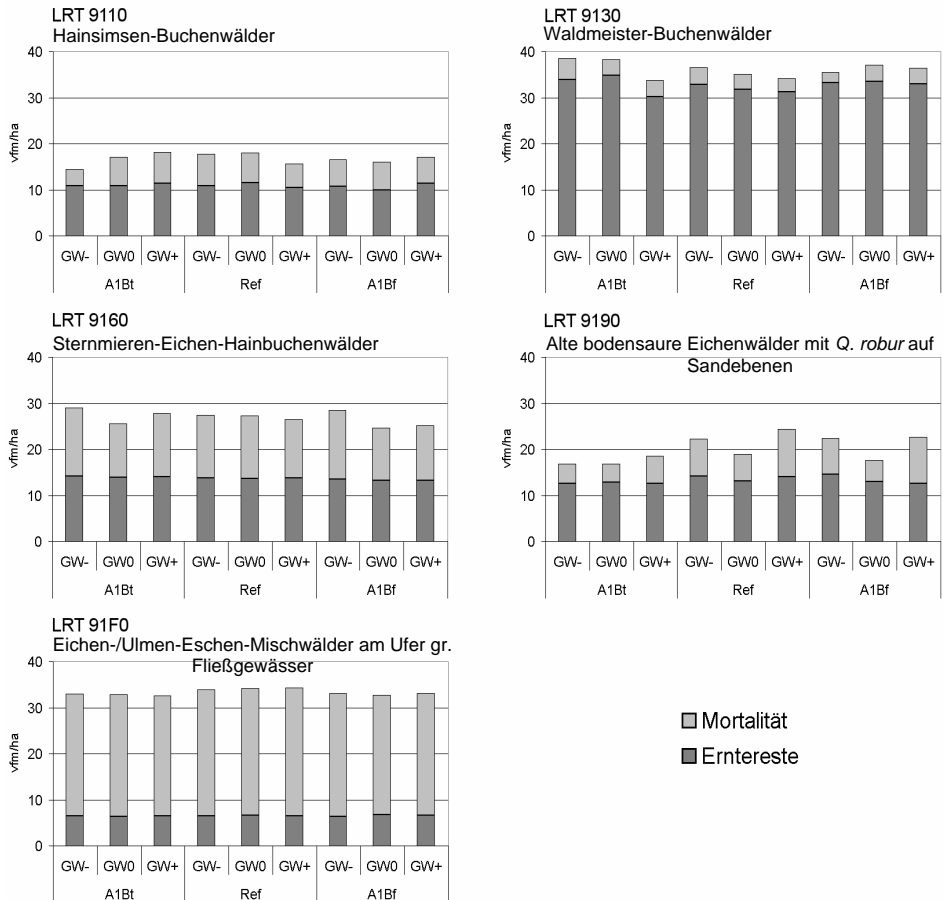 LRT 9110
Hainsimsen-Buchenwälder
40
30
20
10
0
vfm/ha
GW- GW0 GW+ GW- GW0 GW+ GW- GW0 GW+
A1Bt Ref A1Bf
LRT 9130
Waldmeister-Buchenwälder
40
30
20
10
0
vfm/ha
GW- GW0 GW+ GW- GW0 GW+ GW- GW0 GW+
A1Bt Ref A1Bf
LRT 9160
Sternmieren-Eichen-Hainbuchenwälder
40
30
20
10
0
vfm/ha
GW- GW0 GW+ GW- GW0 GW+ GW- GW0 GW+
A1Bt Ref A1Bf
LRT 9190
Alte bodensaure Eichenwälder mit Q. robur auf
Sandebenen
40
30
20
10
0
vfm/ha
GW- GW0 GW+ GW- GW0 GW+ GW- GW0 GW+
A1Bt Ref A1Bf
LRT 91F0
Eichen-/Ulmen-Eschen-Mischwälder am Ufer gr.
Fließgewässer
40
30
20
10
0
vfm/ha
GW- GW0 GW+ GW- GW0 GW+ GW- GW0 GW+
A1Bt Ref A1Bf
Mortalität
Erntereste